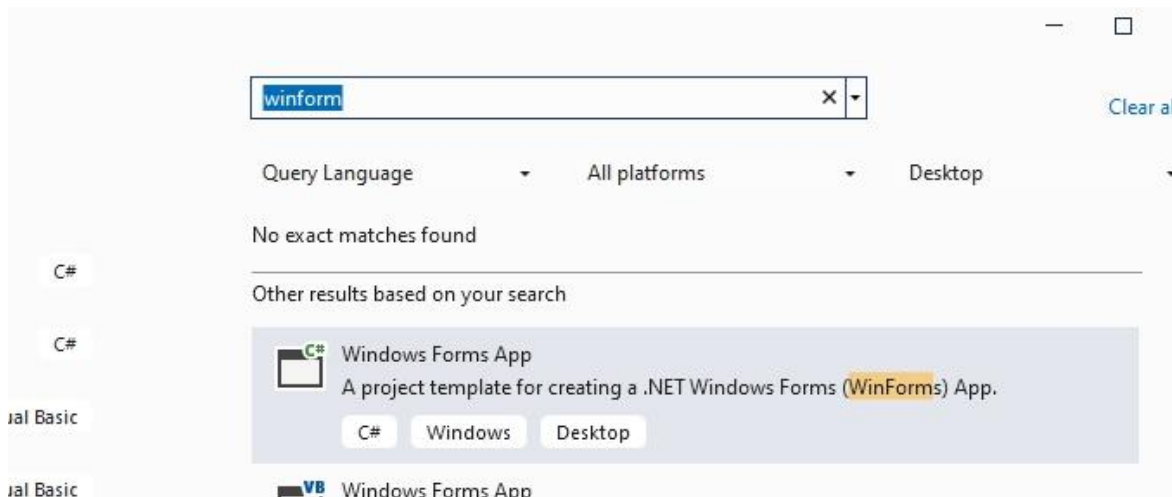 winform
Clear al
Query Language All platforms Desktop
No exact matches found
C#
Other results based on your search
C#
C#
Windows Forms App
A project template for creating a .NET Windows Forms (WinForms) App.
C# Windows Desktop
ual Basic
ual Basic
VB
Windows Forms App